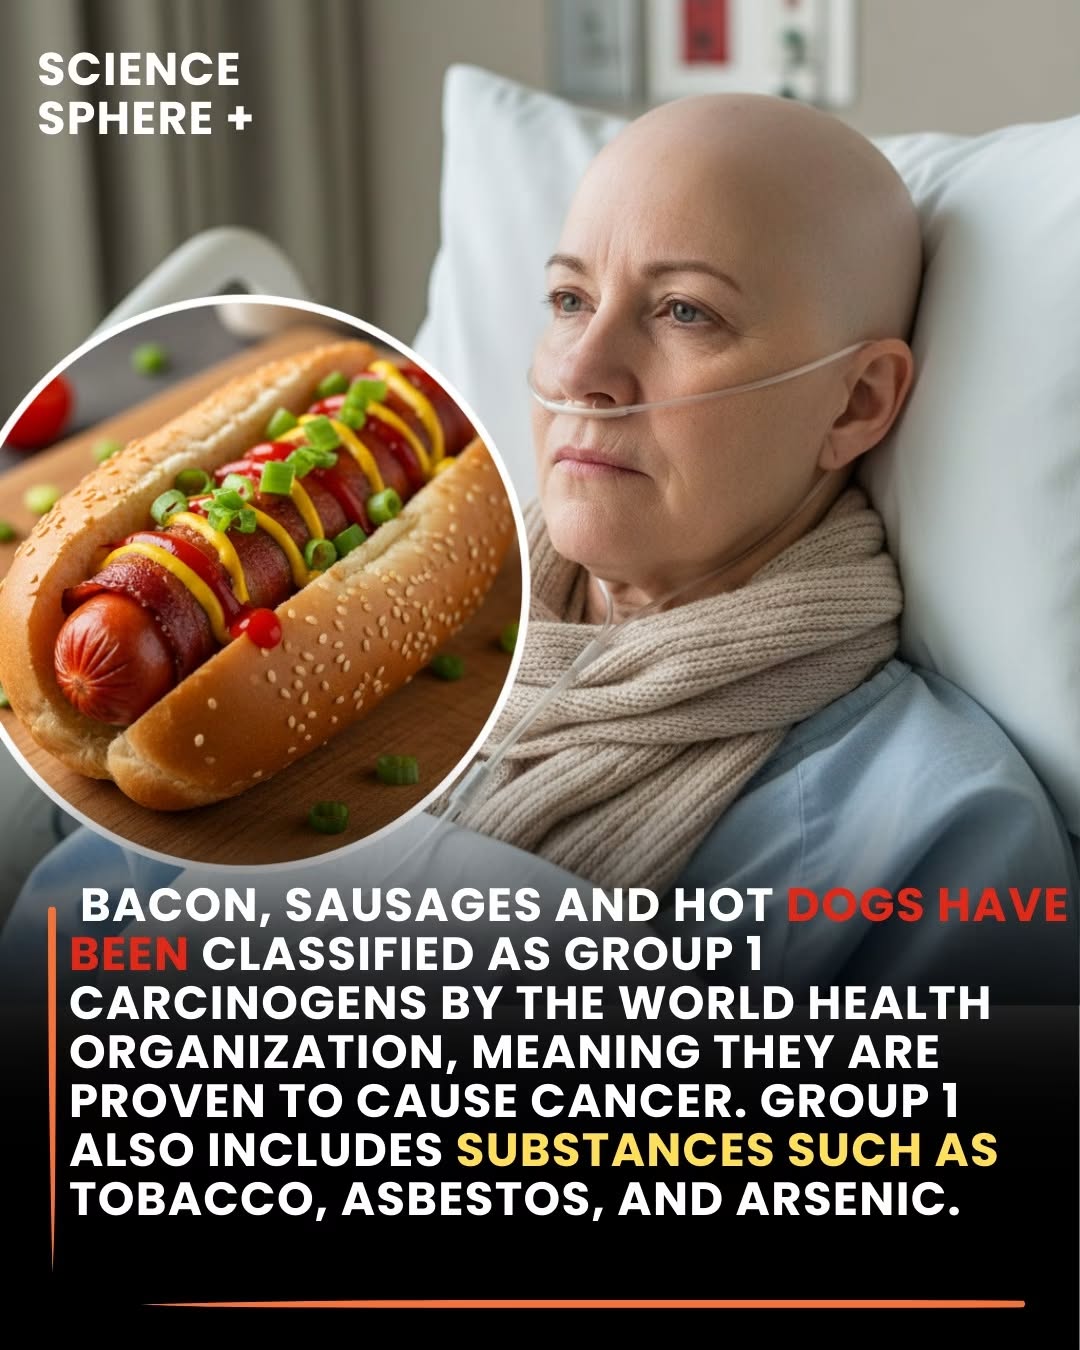 SCIENCE
SPHERE +
BACON, SAUSAGES AND HOT DOGS HAVE
BEEN CLASSIFIED AS GROUP 1
CARCINOGENS BY THE WORLD HEALTH
ORGANIZATION, MEANING THEY ARE
PROVEN TO CAUSE CANCER. GROUP 1
ALSO INCLUDES SUBSTANCES SUCH AS
TOBACCO, ASBESTOS, AND ARSENIC.